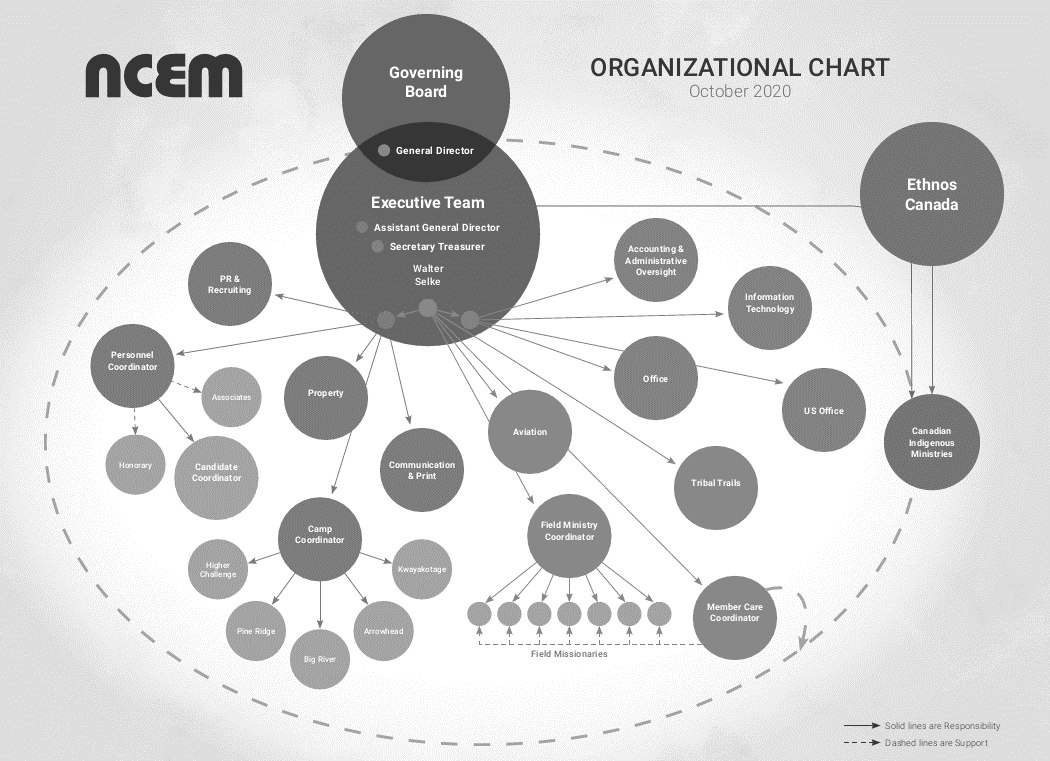 ncem
Governing
Board
ORGANIZATIONAL CHART
October 2020
General Director
Executive Team
Assistant General Director
Secretary Treasurer
Walter
Selke
Ethnos
Canada
PR &
Recruiting
Accounting &
Administrative
Oversight
Information
Technology
Personnel
Coordinator
Associates
Property
Office
US Office
Honorary
Candidate
Coordinator
Communication
& Print
Aviation
Tribal Trails
Canadian
Indigenous
Ministries
Camp
Coordinator
Field Ministry
Coordinator
Higher
Challenge
Kwayakotage
Pine Ridge
Big River
Arrowhead
Member Care
Coordinator
Field Missionaries
Solid lines are Responsibility
Dashed lines are Support